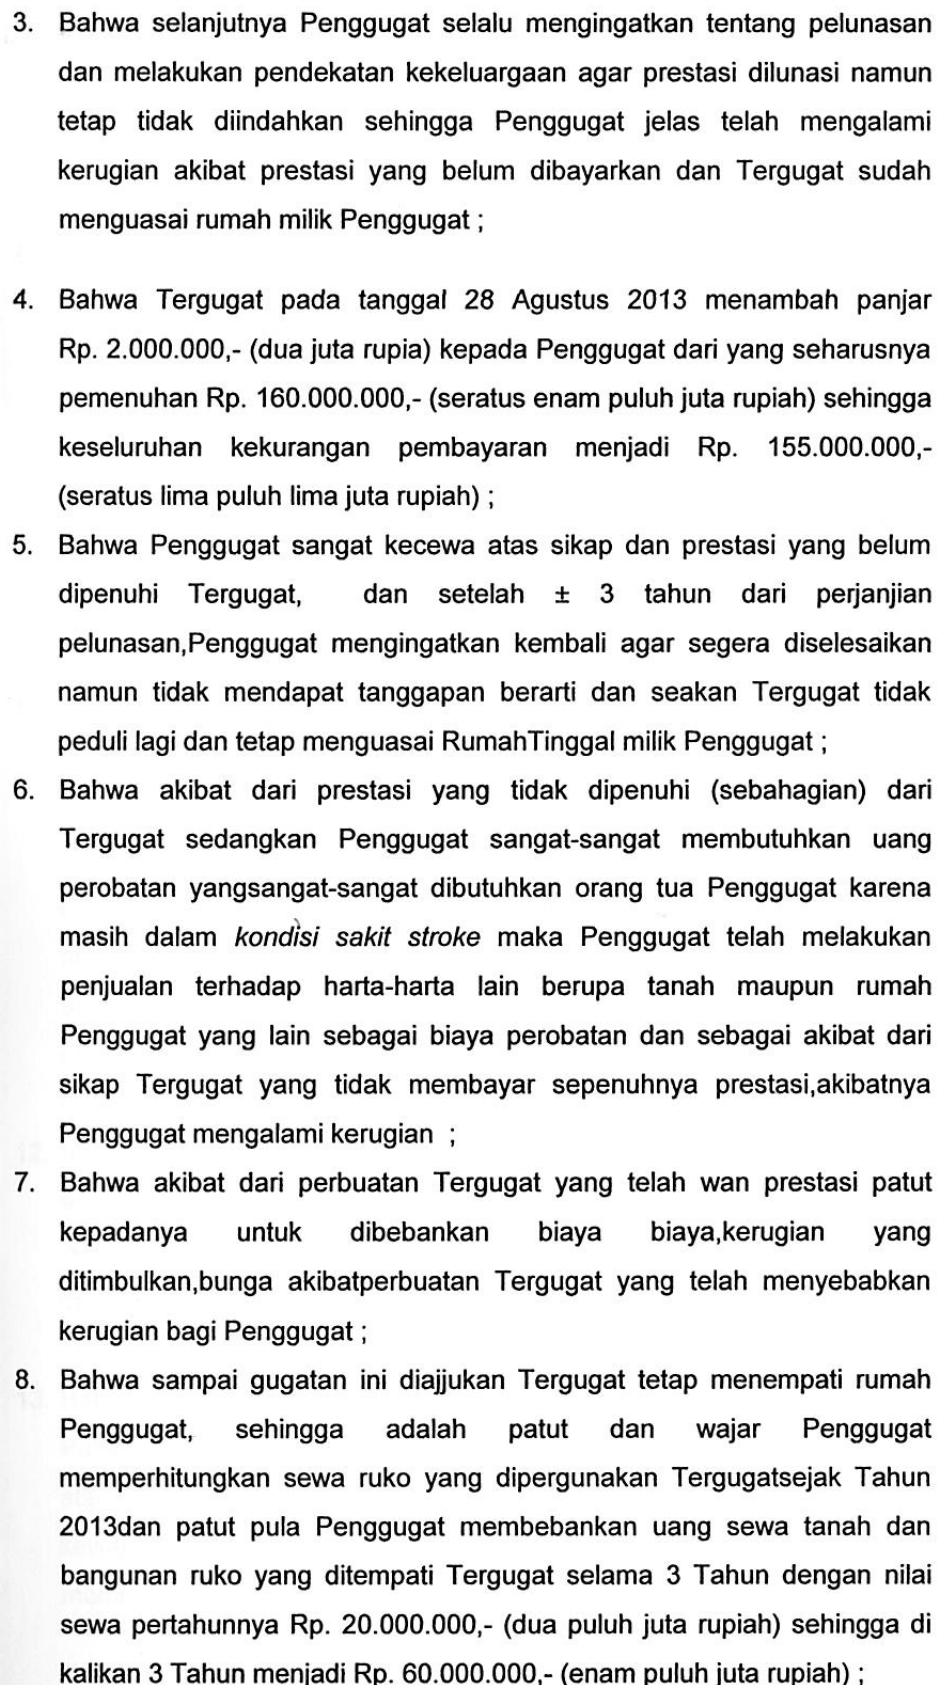 3. Bahwa selanjutnya Penggugat selalu mengingatkan tentang pelunasan
dan melakukan pendekatan kekeluargaan agar prestasi dilunasi namun
tetap tidak diindahkan sehingga Penggugat jelas telah mengalami
kerugian akibat prestasi yang belum dibayarkan dan Tergugat sudah
menguasai rumah milik Penggugat ;
4. Bahwa Tergugat pada tanggal 28 Agustus 2013 menambah panjar
Rp. 2.000.000,- (dua juta rupia) kepada Penggugat dari yang seharusnya
pemenuhan Rp. 160.000.000,- (seratus enam puluh juta rupiah) sehingga
keseluruhan kekurangan pembayaran menjadi Rp. 155.000.000,-
(seratus lima puluh lima juta rupiah) ;
5. Bahwa Penggugat sangat kecewa atas sikap dan prestasi yang belum
dipenuhi Tergugat, dan setelah ± 3 tahun dari perjanjian
pelunasan,Penggugat mengingatkan kembali agar segera diselesaikan
namun tidak mendapat tanggapan berarti dan seakan Tergugat tidak
peduli lagi dan tetap menguasai RumahTinggal milik Penggugat ;
6. Bahwa akibat dari prestasi yang tidak dipenuhi (sebahagian) dari
Tergugat sedangkan Penggugat sangat-sangat membutuhkan uang
perobatan yangsangat-sangat dibutuhkan orang tua Penggugat karena
masih dalam kondisi sakit stroke maka Penggugat telah melakukan
penjualan terhadap harta-harta lain berupa tanah maupun rumah
Penggugat yang lain sebagai biaya perobatan dan sebagai akibat dari
sikap Tergugat yang tidak membayar sepenuhnya prestasi,akibatnya
Penggugat mengalami kerugian ;
7. Bahwa akibat dari perbuatan Tergugat yang telah wan prestasi patut
kepadanya untuk dibebankan biaya biaya,kerugian yang
ditimbulkan,bunga akibatperbuatan Tergugat yang telah menyebabkan
kerugian bagi Penggugat ;
8. Bahwa sampai gugatan ini diajjukan Tergugat tetap menempati rumah
Penggugat, sehingga adalah patut dan wajar Penggugat
memperhitungkan sewa ruko yang dipergunakan Tergugatsejak Tahun
2013dan patut pula Penggugat membebankan uang sewa tanah dan
bangunan ruko yang ditempati Tergugat selama 3 Tahun dengan nilai
sewa pertahunnya Rp. 20.000.000,- (dua puluh juta rupiah) sehingga di
kalikan 3 Tahun menjadi Rp. 60.000.000,- (enam puluh juta rupiah) ;